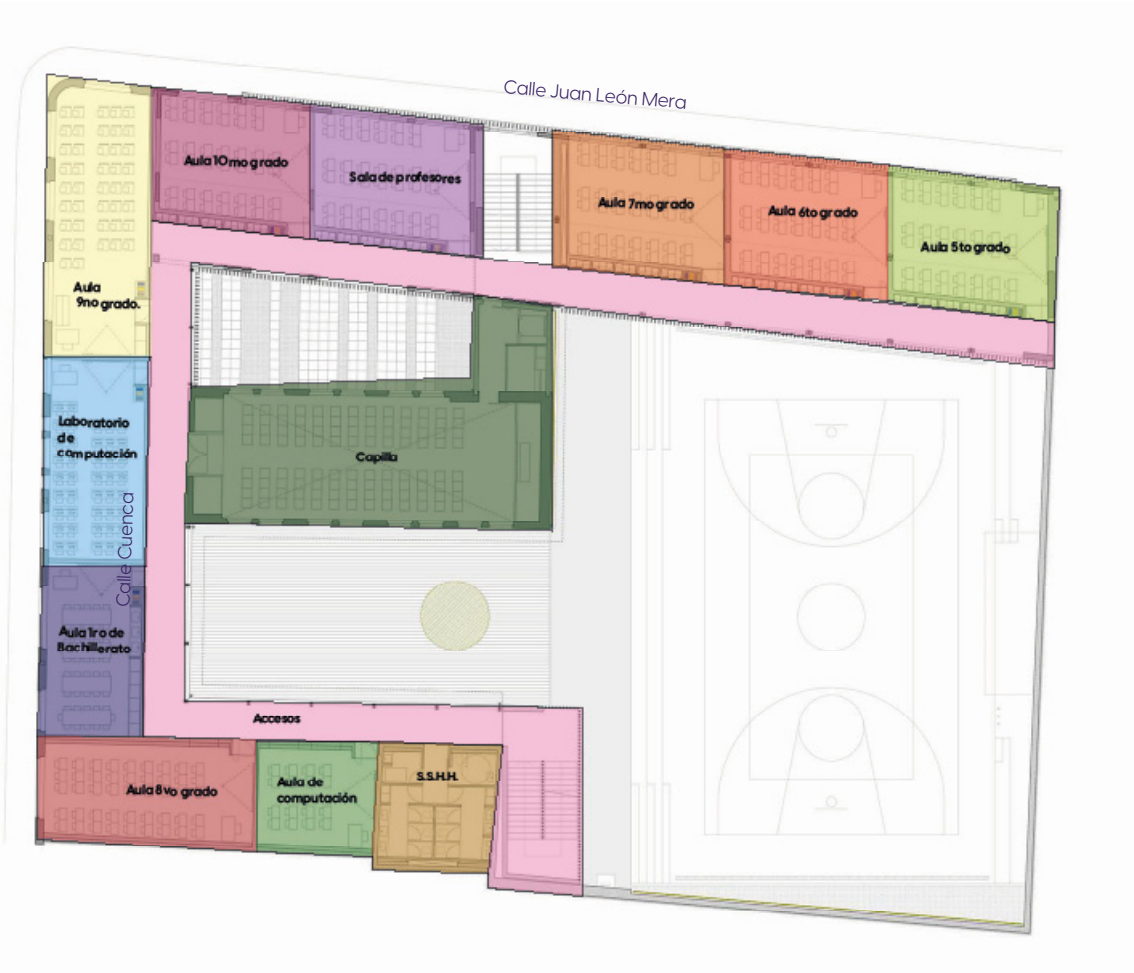 Calle Juan León Mera
Aula 10mo grado
Sala de profesores
Aula 7mo grado
Aula 6to grado
Aula 5to grado
Aula
9no grado.
Laboratorio
de
computación
Capilla
Calle Cuenca
Aula 1ro de
Bachillerato
Accesos
Aula 8vo grado
Aula de
computación
S.S.H.H.